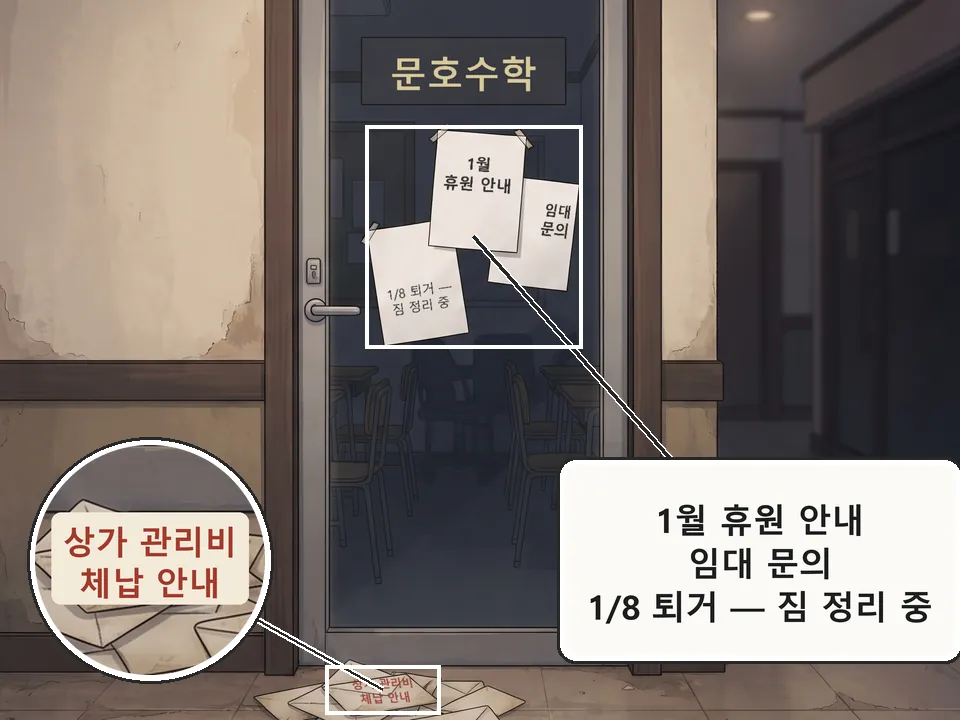 문호수학
1월
휴원 안내
임대
문의
1/8 퇴거 —
짐 정리 중
상가 관리비
체납 안내
1월 휴원 안내
임대 문의
1/8 퇴거 — 짐 정리 중
상가 관리비
체납 안내